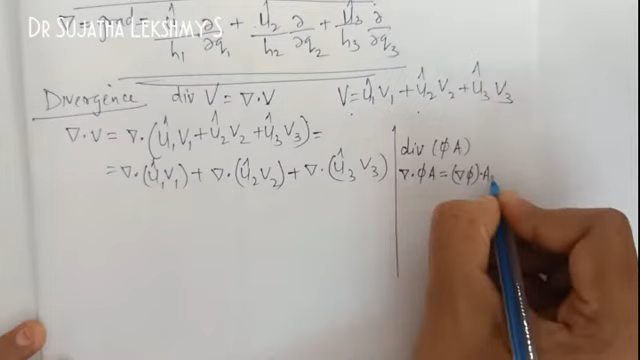 Dr Sujatha Lekshmy S
∇ = grad = û₁/h₁ ∂/∂q₁ + û₂/h₂ ∂/∂q₂ + û₃/h₃ ∂/∂q₃
Divergence div V = ∇·V V = û₁V₁ + û₂V₂ + û₃V₃
∇·V = ∇·(û₁V₁ + û₂V₂ + û₃V₃) =
= ∇·(û₁V₁) + ∇·(û₂V₂) + ∇·(û₃V₃)
div (ϕA)
∇·ϕA = (∇ϕ)·A